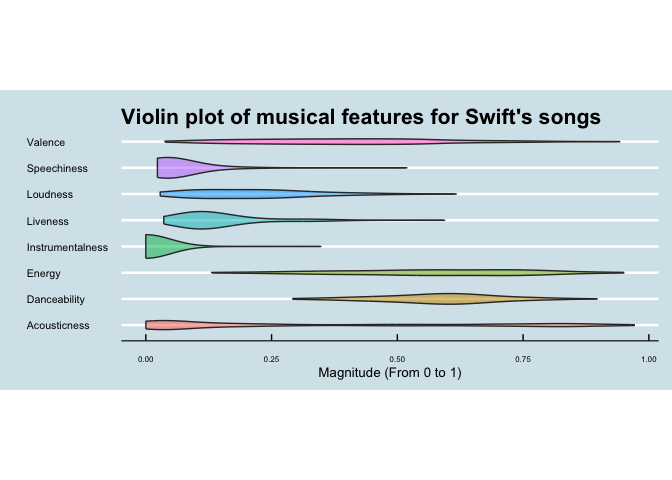 Violin plot of musical features for Swift's songs
Valence
Speechiness
Loudness
Liveness
Instrumentalness
Energy
Danceability
Acousticness
0.00 0.25 0.50 0.75 1.00
Magnitude (From 0 to 1)